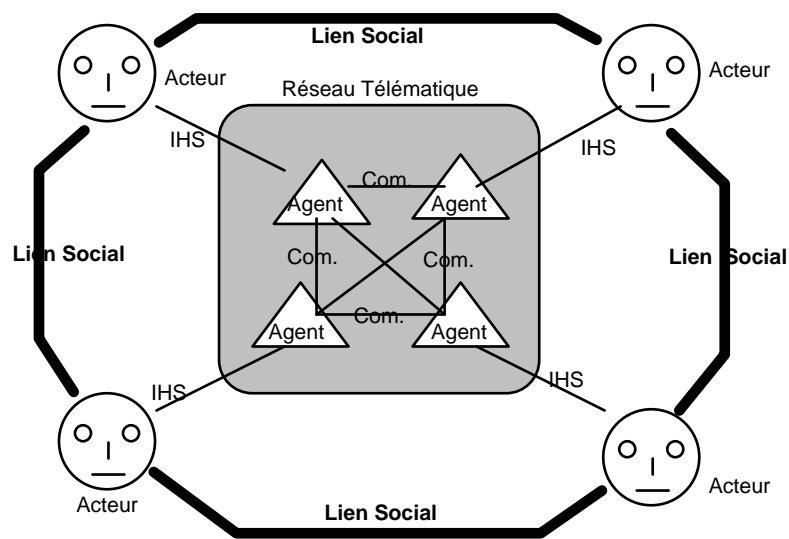 Lien Social
Acteur
Acteur
Réseau Télématique
IHS
IHS
Com.
Agent
Agent
Lien Social
Com.
Com.
Lien Social
Com.
Agent
Agent
IHS
IHS
Acteur
Acteur
Lien Social